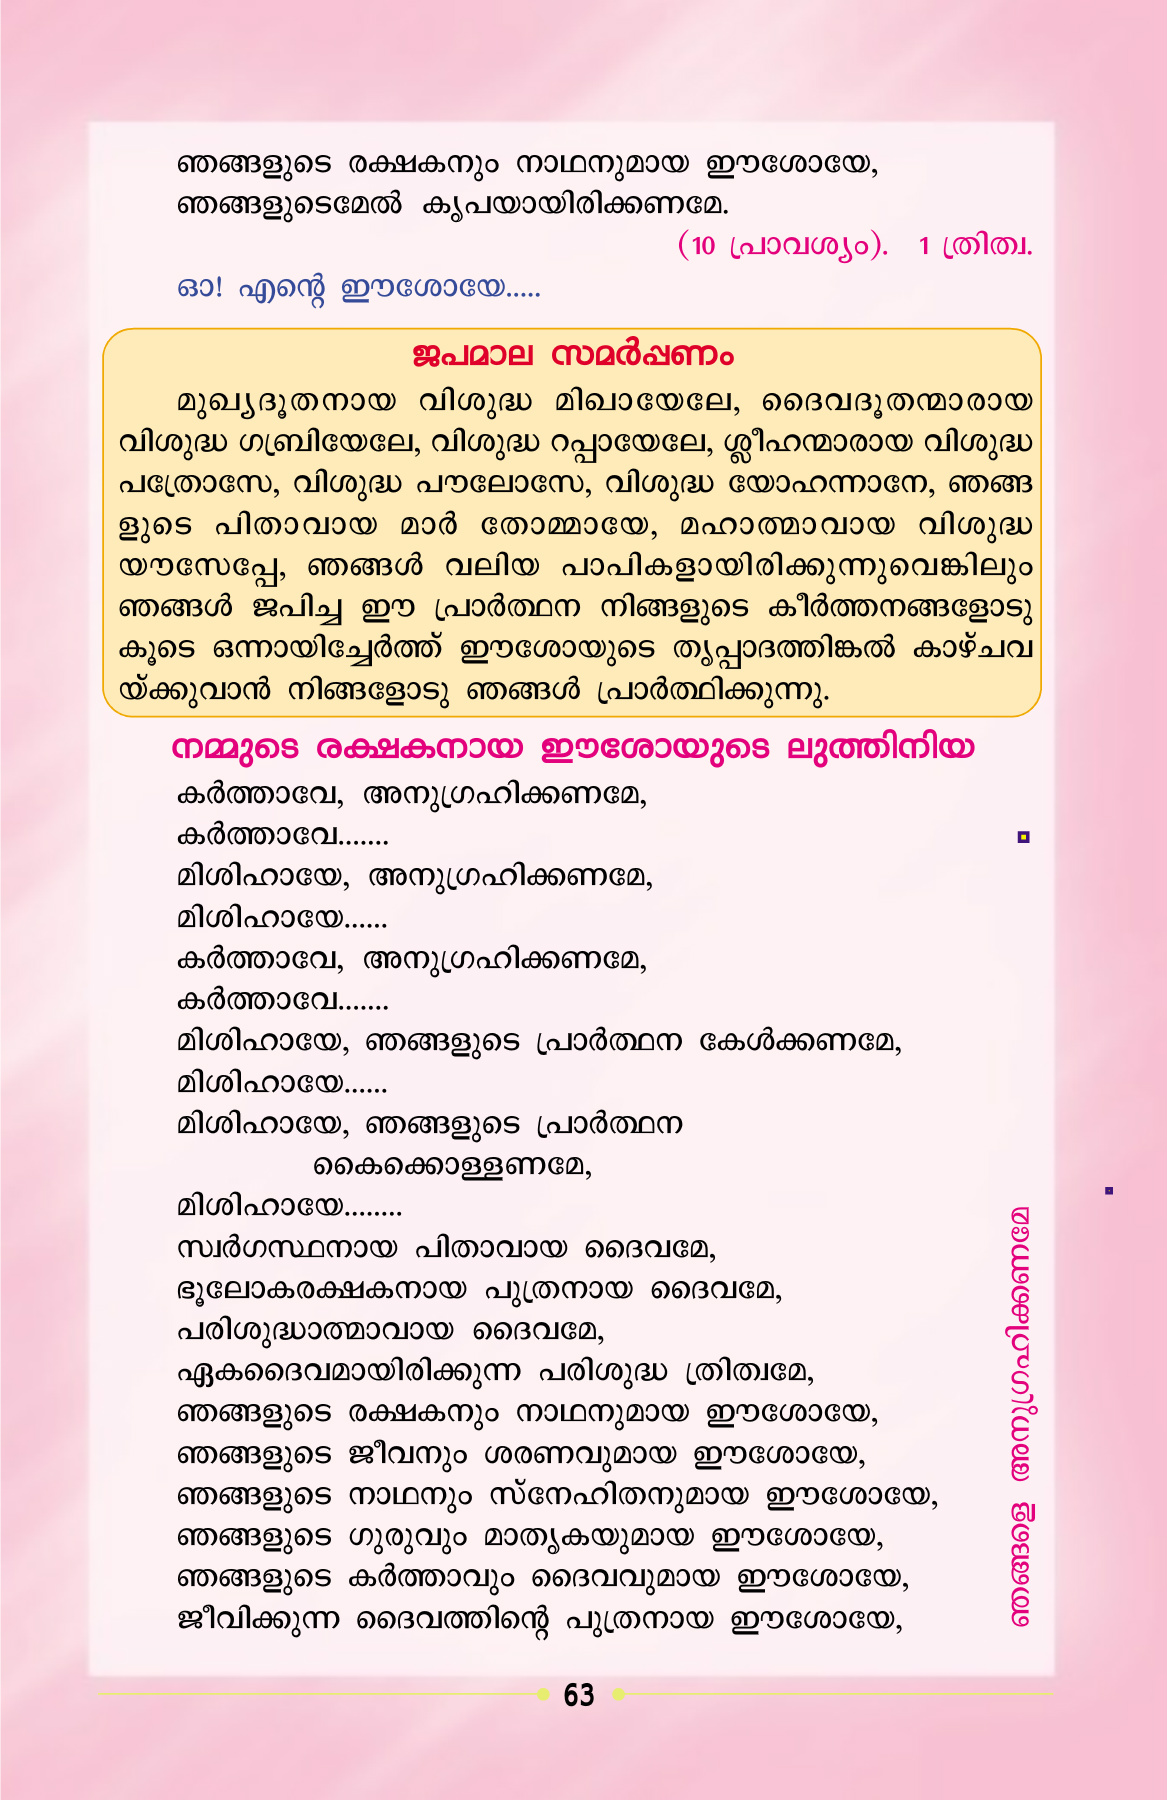 ഞങ്ങളുടെ രക്ഷകനും നാഥനുമായ ഈശോയേ,
ഞങ്ങളുടെമേൽ കൃപയായിരിക്കണമേ.
(10 പ്രാവശ്യം). 1 ത്രിത്വ.
ഓ! എന്റെ ഈശോയേ.....
ജപമാല സമർപ്പണം
മുഖ്യദൂതനായ വിശുദ്ധ മിഖായേലേ, ദൈവദൂതന്മാരായ
വിശുദ്ധ ഗബ്രിയേലേ, വിശുദ്ധ റപ്പായേലേ, ശ്ലീഹന്മാരായ വിശുദ്ധ
പത്രോസേ, വിശുദ്ധ പൗലോസേ, വിശുദ്ധ യോഹന്നാനേ, ഞങ്ങ
ളുടെ പിതാവായ മാർ തോമ്മായേ, മഹാത്മാവായ വിശുദ്ധ
യൗസേപ്പേ, ഞങ്ങൾ വലിയ പാപികളായിരിക്കുന്നുവെങ്കിലും
ഞങ്ങൾ ജപിച്ച ഈ പ്രാർത്ഥന നിങ്ങളുടെ കീർത്തനങ്ങളോടു
കൂടെ ഒന്നായിച്ചേർത്ത് ഈശോയുടെ തൃപ്പാദത്തിങ്കൽ കാഴ്ചവ
യ്ക്കുവാൻ നിങ്ങളോടു ഞങ്ങൾ പ്രാർത്ഥിക്കുന്നു.
നമ്മുടെ രക്ഷകനായ ഈശോയുടെ ലുത്തിനിയ
കർത്താവേ, അനുഗ്രഹിക്കണമേ,
കർത്താവേ.......
മിശിഹായേ, അനുഗ്രഹിക്കണമേ,
മിശിഹായേ......
കർത്താവേ, അനുഗ്രഹിക്കണമേ,
കർത്താവേ.......
മിശിഹായേ, ഞങ്ങളുടെ പ്രാർത്ഥന കേൾക്കണമേ,
മിശിഹായേ......
മിശിഹായേ, ഞങ്ങളുടെ പ്രാർത്ഥന
കൈക്കൊള്ളണമേ,
മിശിഹായേ........
സ്വർഗസ്ഥനായ പിതാവായ ദൈവമേ,
ഭൂലോകരക്ഷകനായ പുത്രനായ ദൈവമേ,
പരിശുദ്ധാത്മാവായ ദൈവമേ,
ഏകദൈവമായിരിക്കുന്ന പരിശുദ്ധ ത്രിത്വമേ,
ഞങ്ങളുടെ രക്ഷകനും നാഥനുമായ ഈശോയേ,
ഞങ്ങളുടെ ജീവനും ശരണവുമായ ഈശോയേ,
ഞങ്ങളുടെ നാഥനും സ്നേഹിതനുമായ ഈശോയേ,
ഞങ്ങളുടെ ഗുരുവും മാതൃകയുമായ ഈശോയേ,
ഞങ്ങളുടെ കർത്താവും ദൈവവുമായ ഈശോയേ,
ജീവിക്കുന്ന ദൈവത്തിന്റെ പുത്രനായ ഈശോയേ,
ഞങ്ങളെ അനുഗ്രഹിക്കണമേ
63